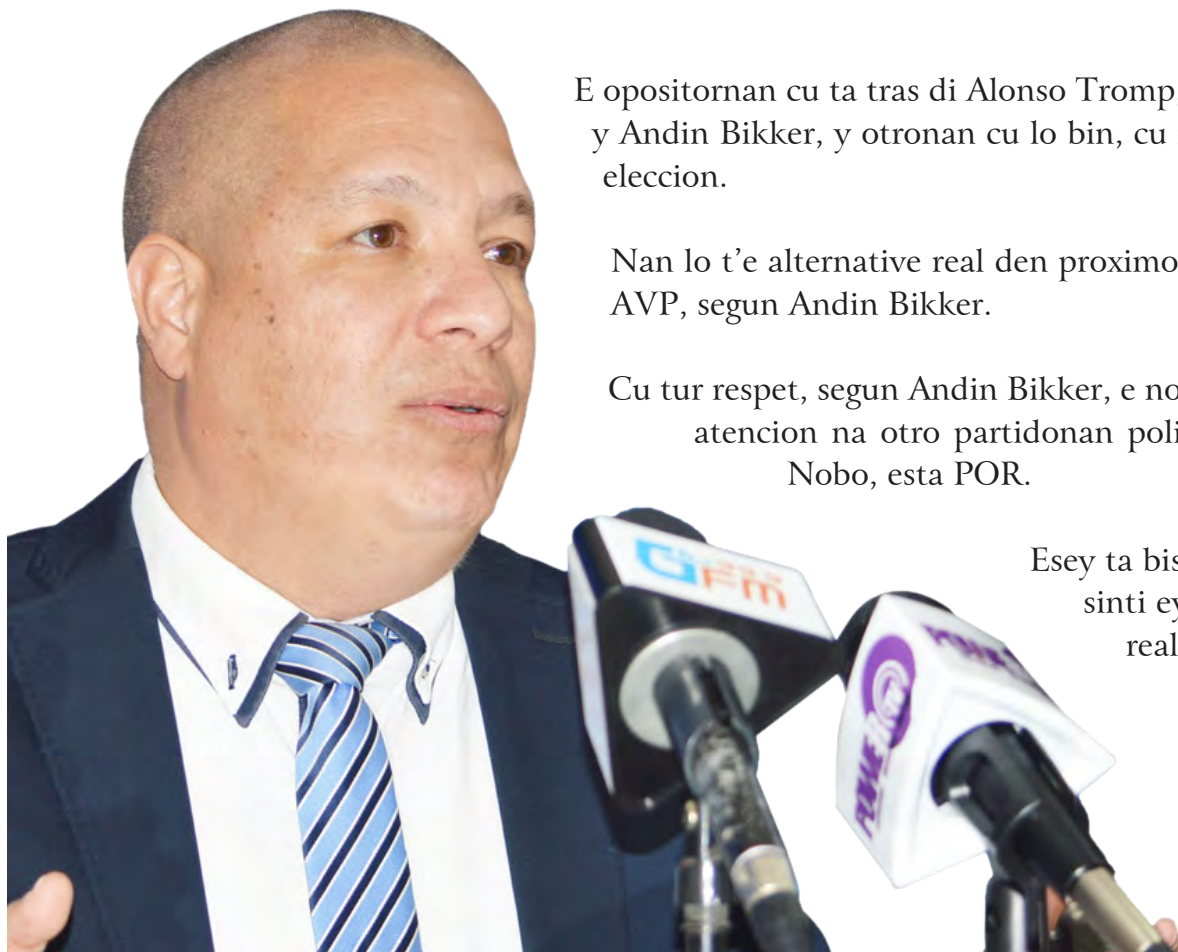 E opositornan cu ta tras di Alonso Tromp,
y Andin Bikker, y otronan cu lo bin, cu
eleccion.
Nan lo t'e alternative real den proximo
AVP, segun Andin Bikker.
Cu tur respet, segun Andin Bikker, e no
atencion na otro partidonan poli
Nobo, esta POR.
Esey ta bis
sinti ey
real
FM